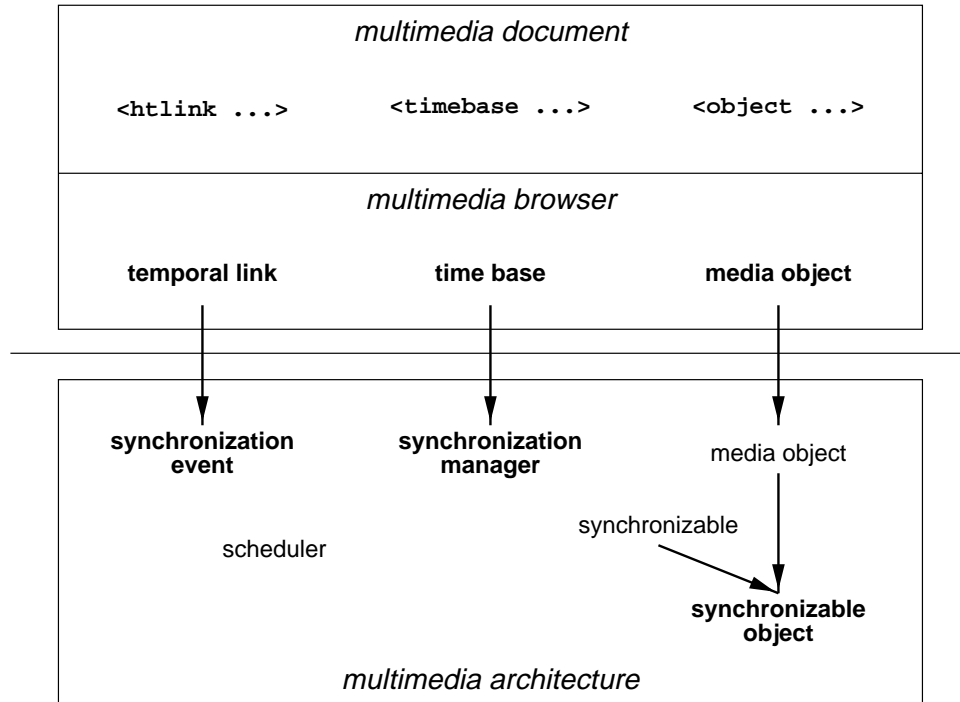 multimedia document
<htlink ...>
<timebase ...>
<object ...>
multimedia browser
temporal link
time base
media object
synchronization
event
synchronization
manager
media object
synchronizable
scheduler
synchronizable
object
multimedia architecture